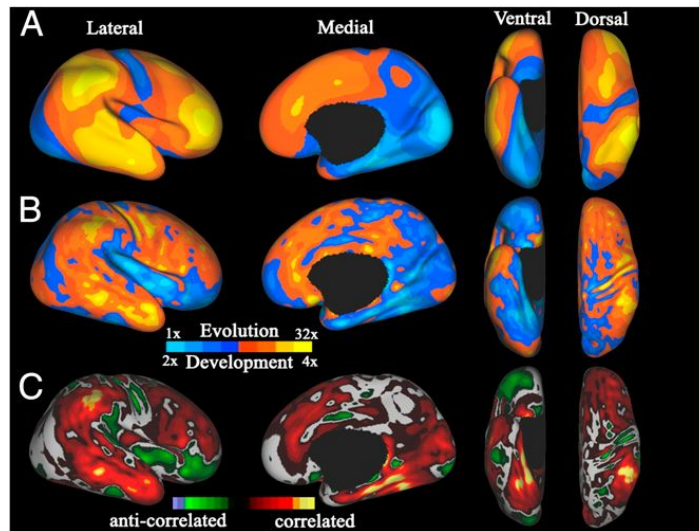 A
Lateral
Medial
Ventral
Dorsal
B
1x Evolution 32x
2x Development 4x
C
anti-correlated
correlated